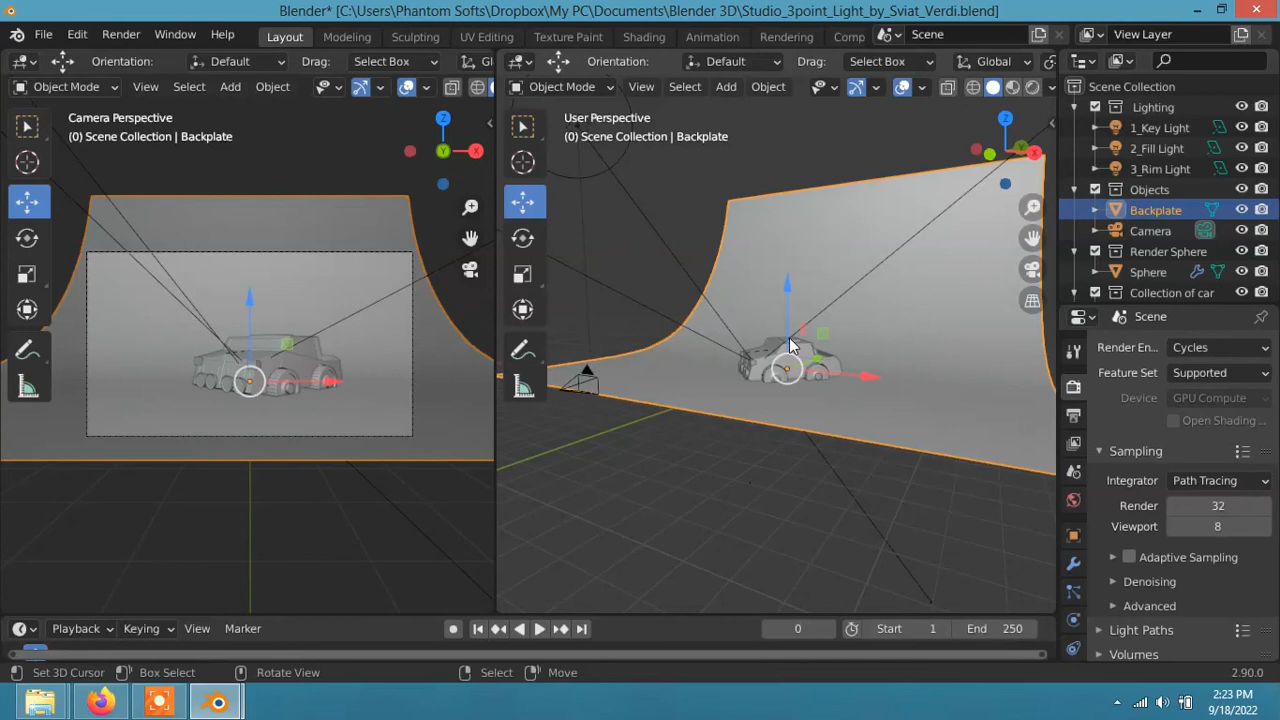 Blender* [C:\Users\Phantom Softs\Dropbox\My PC\Documents\Blender 3D\Studio_3point_Light_by_Sviat_Verdi.blend]
File Edit Render Window Help Layout Modeling Sculpting UV Editing Texture Paint Shading Animation Rendering Comp Scene View Layer
Orientation: Default Drag: Select Box Gl Orientation: Default Drag: Select Box Global
Object Mode View Select Add Object Object Mode View Select Add Object
Camera Perspective
(0) Scene Collection | Backplate
User Perspective
(0) Scene Collection | Backplate
Z
Y
X
Z
Y
X
Scene Collection
Lighting
1_Key Light
2_Fill Light
3_Rim Light
Objects
Backplate
Camera
Render Sphere
Sphere
Collection of car
Scene
Render En... Cycles
Feature Set Supported
Device GPU Compute
Open Shading ...
Sampling
Integrator Path Tracing
Render 32
Viewport 8
Adaptive Sampling
Denoising
Advanced
Light Paths
Volumes
Playback Keying View Marker 0 Start 1 End 250
Set 3D Cursor Box Select Rotate View Select Move 2.90.0
2:23 PM
9/18/2022